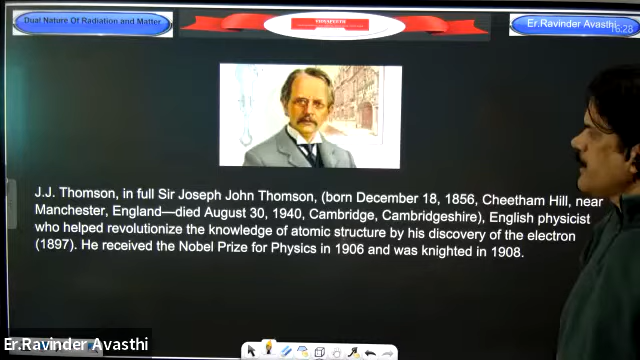 Dual Nature Of Radiation and Matter
Er.Ravinder Avasthi
16:28
J.J. Thomson, in full Sir Joseph John Thomson, (born December 18, 1856, Cheetham Hill, near
Manchester, England—died August 30, 1940, Cambridge, Cambridgeshire), English physicist
who helped revolutionize the knowledge of atomic structure by his discovery of the electron
(1897). He received the Nobel Prize for Physics in 1906 and was knighted in 1908.
Er.Ravinder Avasthi